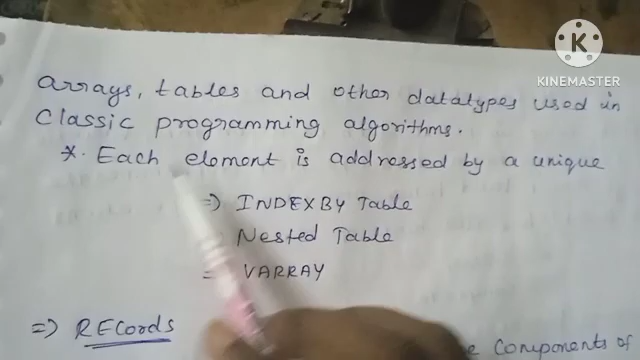 K
KINEMASTER
arrays, tables and other datatypes used in
Classic programming algorithms.
*. Each element is addressed by a unique
=> INDEXBY Table
Nested Table
= VARRAY
=> RECords
components of